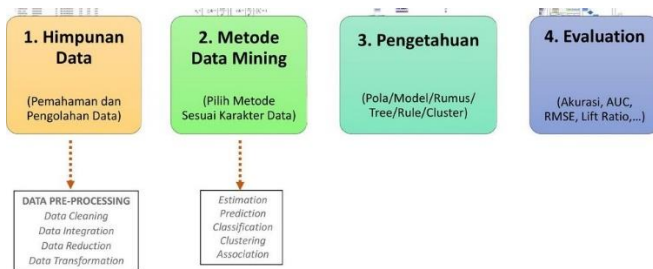 1. Himpunan
Data
(Pemahaman dan
Pengolahan Data)
2. Metode
Data Mining
(Pilih Metode
Sesuai Karakter Data)
3. Pengetahuan
(Pola/Model/Rumus/
Tree/Rule/Cluster)
4. Evaluation
(Akurasi, AUC,
RMSE, Lift Ratio,...)
DATA PRE-PROCESSING
Data Cleaning
Data Integration
Data Reduction
Data Transformation
Estimation
Prediction
Classification
Clustering
Association